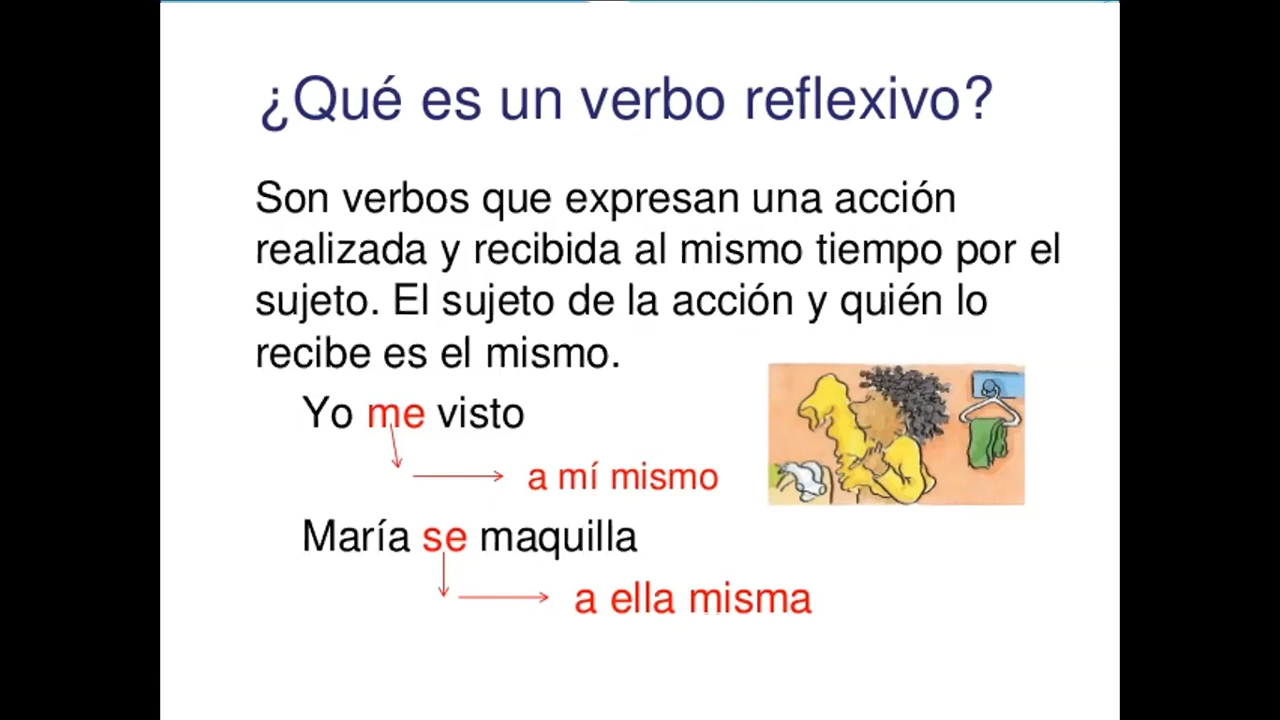 ¿Qué es un verbo reflexivo?
Son verbos que expresan una acción
realizada y recibida al mismo tiempo por el
sujeto. El sujeto de la acción y quién lo
recibe es el mismo.
Yo me visto
a mí mismo
María se maquilla
a ella misma